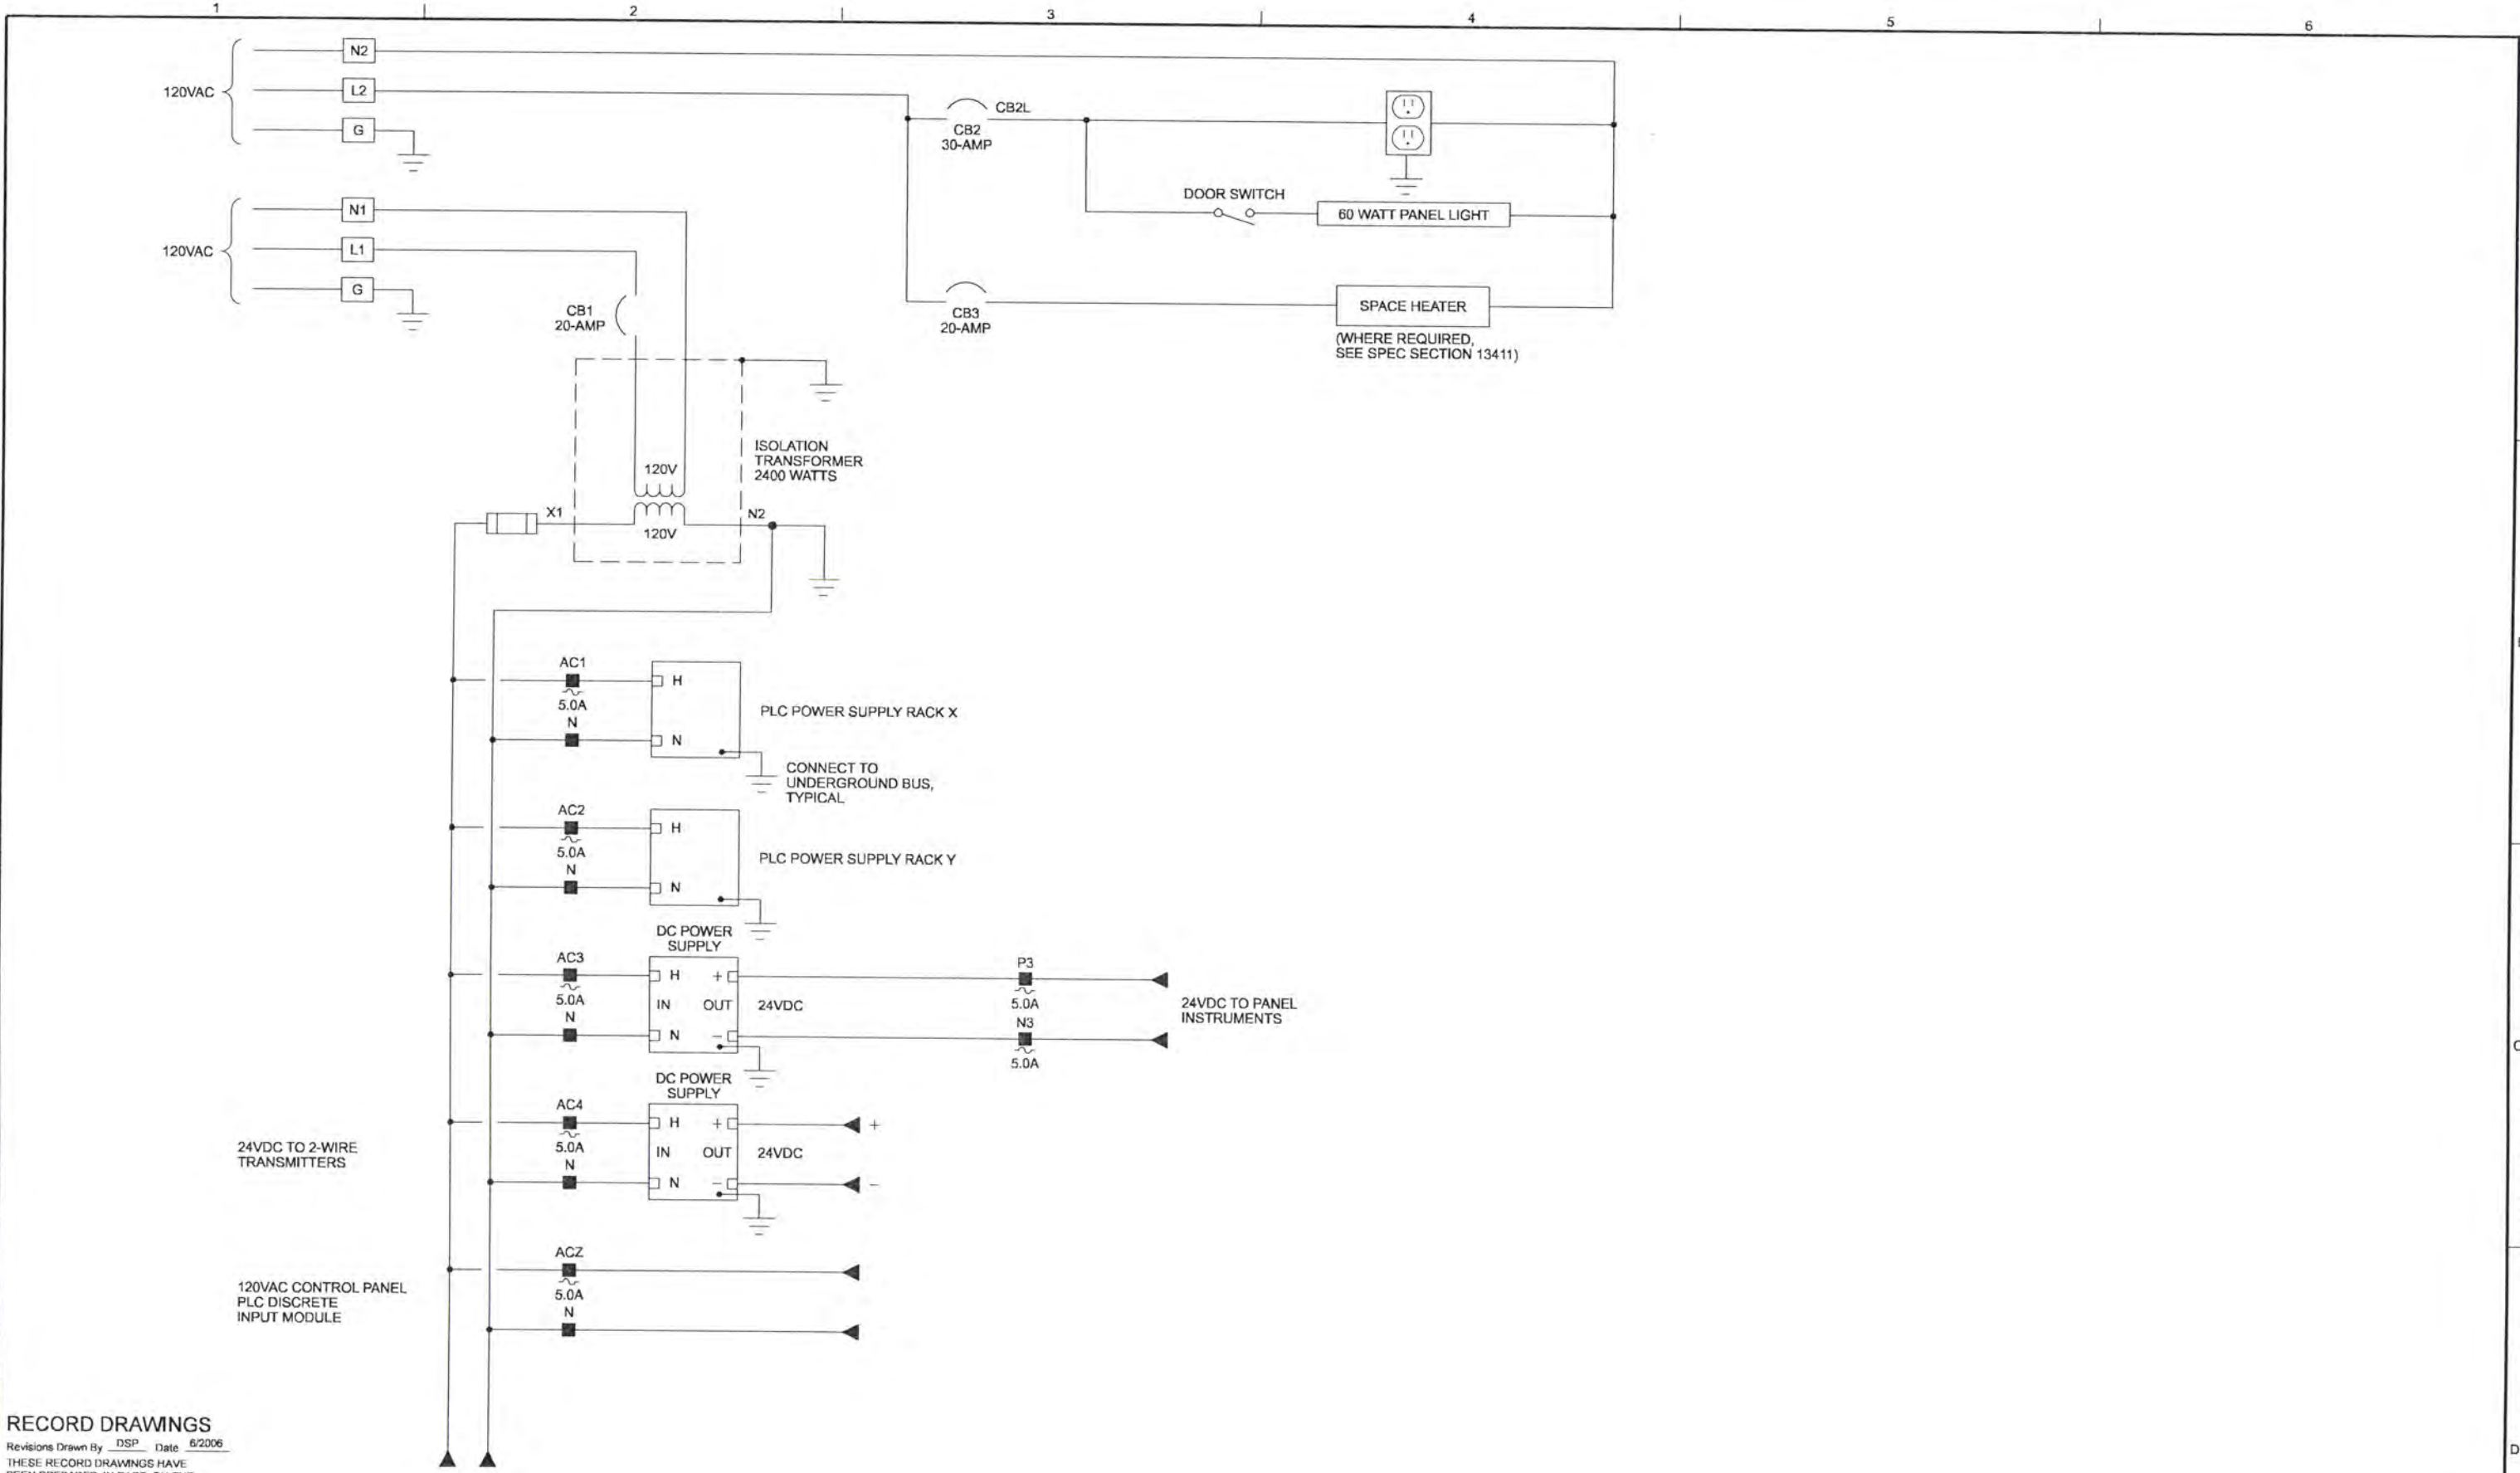 1
2
3
4
5
6
N2
120VAC
L2
G
CB2L
CB2
30-AMP
DOOR SWITCH
60 WATT PANEL LIGHT
N1
120VAC
L1
G
CB1
20-AMP
CB3
20-AMP
SPACE HEATER
(WHERE REQUIRED,
SEE SPEC SECTION 13411)
ISOLATION
TRANSFORMER
2400 WATTS
120V
X1
N2
120V
AC1
H
5.0A
PLC POWER SUPPLY RACK X
N
N
CONNECT TO
UNDERGROUND BUS,
TYPICAL
AC2
H
5.0A
PLC POWER SUPPLY RACK Y
N
N
DC POWER
SUPPLY
AC3
H +
5.0A
IN OUT 24VDC
N
N −
P3
5.0A
24VDC TO PANEL
INSTRUMENTS
N3
5.0A
DC POWER
SUPPLY
AC4
H + +
24VDC TO 2-WIRE
TRANSMITTERS
5.0A
IN OUT 24VDC
N
N − −
ACZ
120VAC CONTROL PANEL
PLC DISCRETE
INPUT MODULE
5.0A
N
C
D
RECORD DRAWINGS
Revisions Drawn By DSP Date 6/2006
THESE RECORD DRAWINGS HAVE